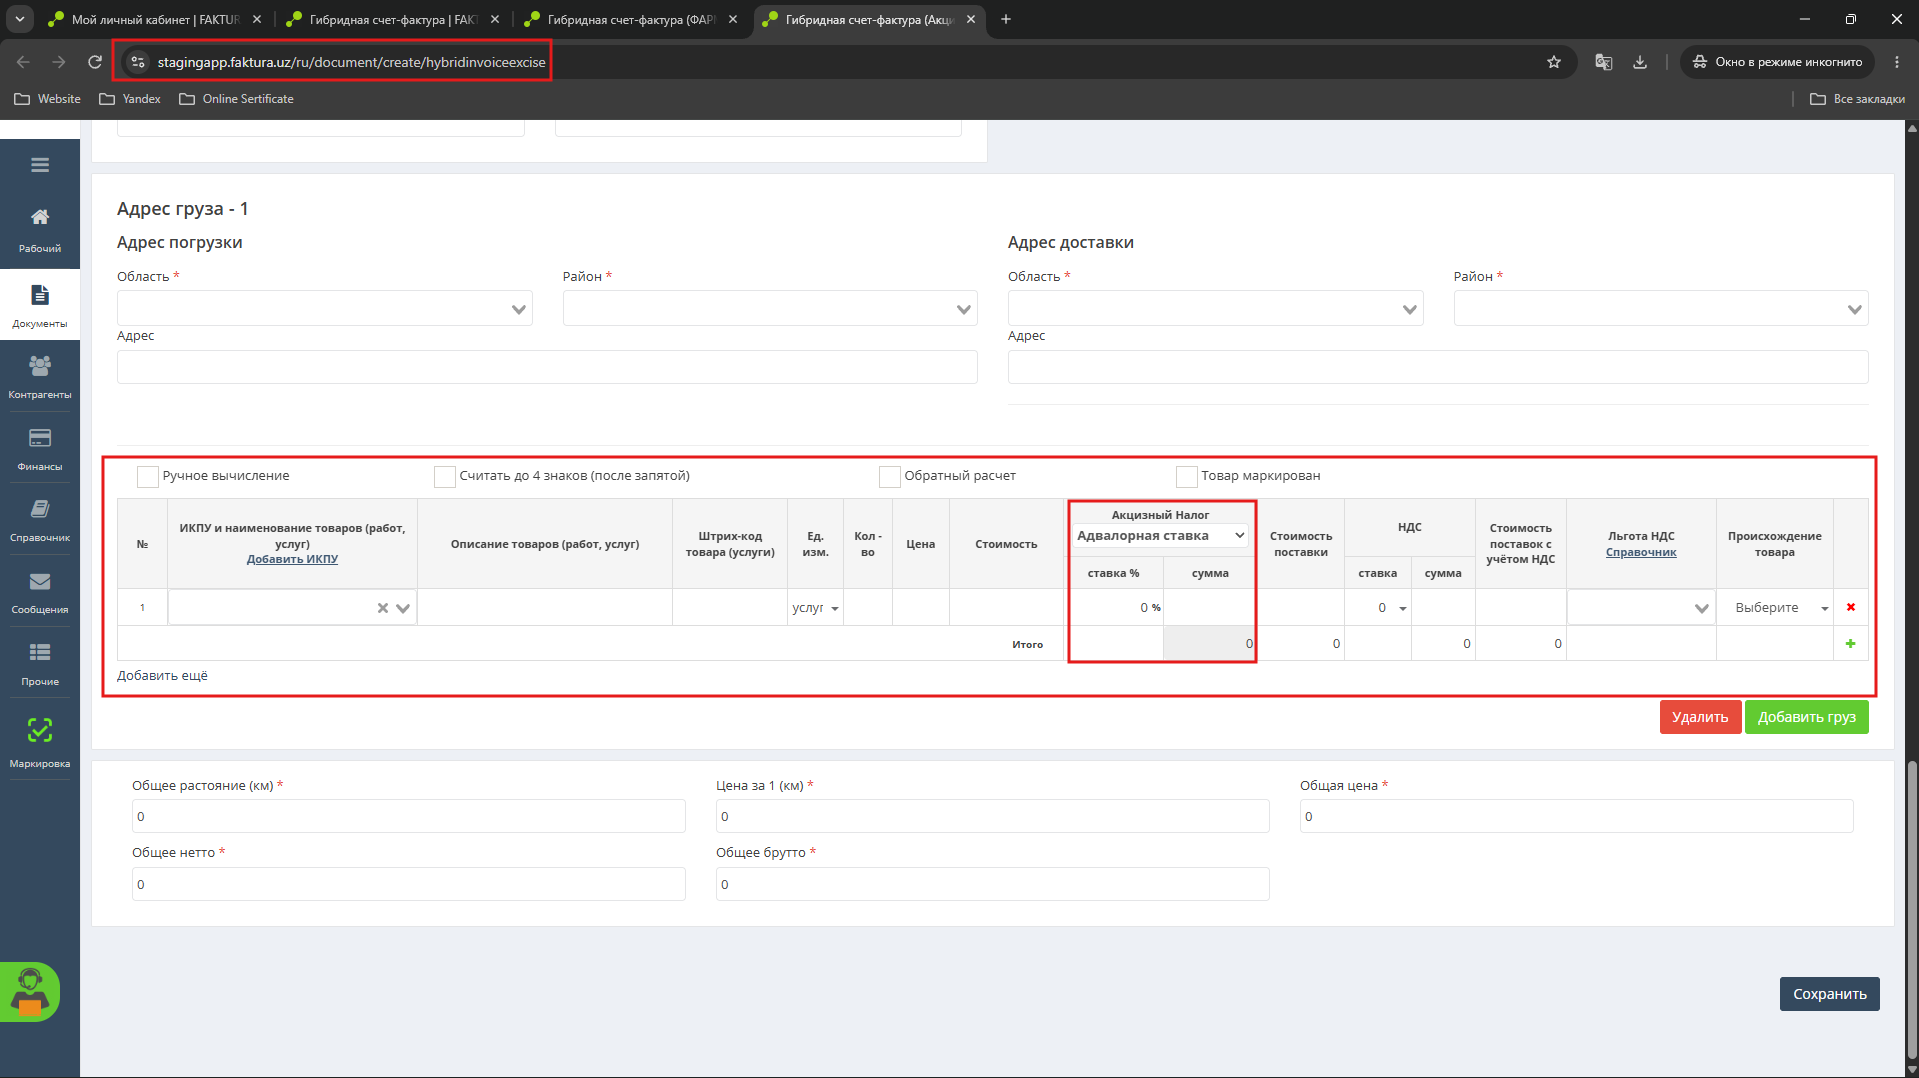 Мой личный кабинет | FAKTUR
Гибридная счет-фактура | FAKT
Гибридная счет-фактура (ФАРМ
Гибридная счет-фактура (Акци
stagingapp.faktura.uz/ru/document/create/hybridinvoiceexcise
Окно в режиме инкогнито
Website
Yandex
Online Sertificate
Все закладки
Рабочий
Документы
Контрагенты
Финансы
Справочник
Сообщения
Прочие
Маркировка
Адрес груза - 1
Адрес погрузки
Адрес доставки
Область *
Район *
Область *
Район *
Адрес
Адрес
Ручное вычисление
Считать до 4 знаков (после запятой)
Обратный расчет
Товар маркирован
№
ИКПУ и наименование товаров (работ, услуг)
Добавить ИКПУ
Описание товаров (работ, услуг)
Штрих-код товара (услуги)
Ед. изм.
Кол - во
Цена
Стоимость
Акцизный Налог
Адвалорная ставка
ставка %
сумма
Стоимость поставки
НДС
ставка
сумма
Стоимость поставок с учётом НДС
Льгота НДС
Справочник
Происхождение товара
1
услуг
0 %
0
Выберите
Итого
0
0
0
0
Добавить ещё
Удалить
Добавить груз
Общее растояние (км) *
Цена за 1 (км) *
Общая цена *
0
0
0
Общее нетто *
Общее брутто *
0
0
Сохранить